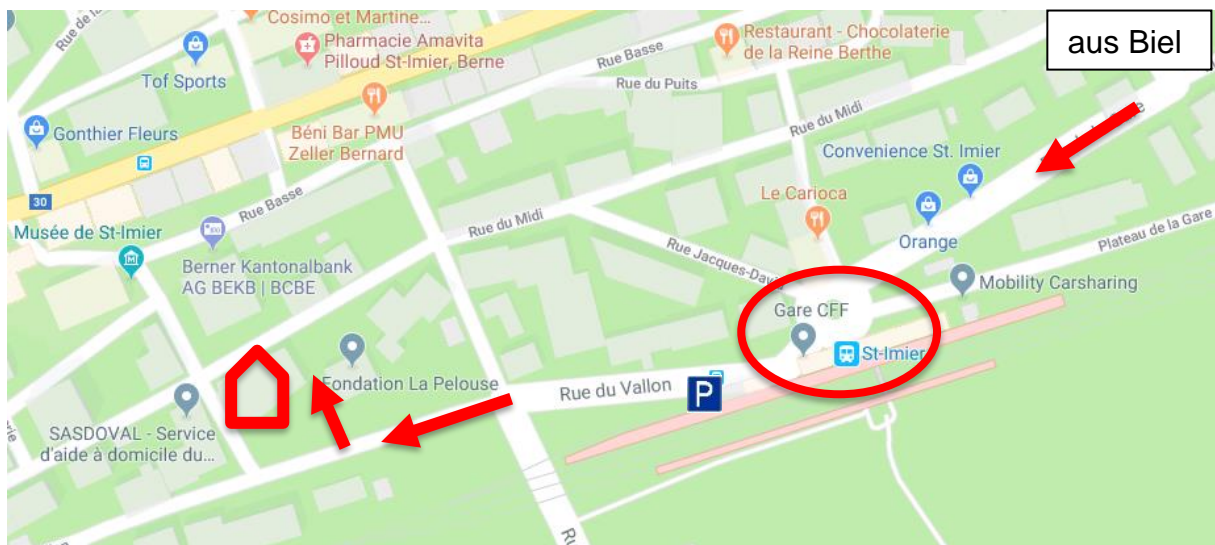 Cosimo et Martine...
Rue de la
Pharmacie Amavita
Pilloud St-Imier, Berne
Restaurant - Chocolaterie
de la Reine Berthe
aus Biel
Tof Sports
Rue Basse
Rue du Puits
Gonthier Fleurs
Béni Bar PMU
Zeller Bernard
Rue du Midi
Convenience St. Imier
30
Rue Basse
Le Carioca
Musée de St-Imier
Rue du Midi
Orange
Plateau de la Gare
Berner Kantonalbank
AG BEKB | BCBE
Rue Jacques-David
Mobility Carsharing
Gare CFF
St-Imier
Fondation La Pelouse
Rue du Vallon
P
SASDOVAL - Service
d'aide à domicile du...